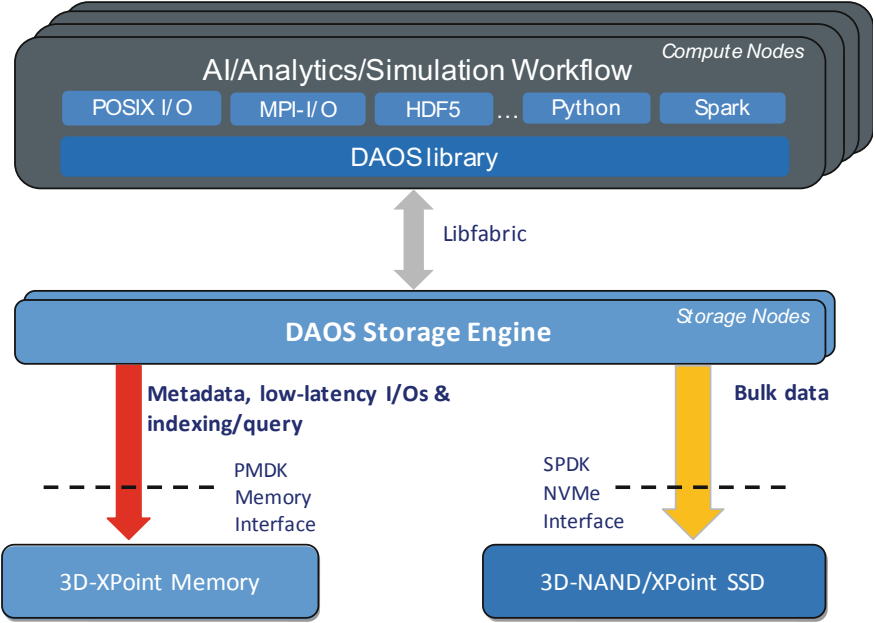 Compute Nodes
AI/Analytics/Simulation Workflow
POSIX I/O
MPI-I/O
HDF5
...
Python
Spark
DAOS library
Libfabric
Storage Nodes
DAOS Storage Engine
Metadata, low-latency I/Os &
indexing/query
Bulk data
PMDK
Memory
Interface
SPDK
NVMe
Interface
3D-XPoint Memory
3D-NAND/XPoint SSD